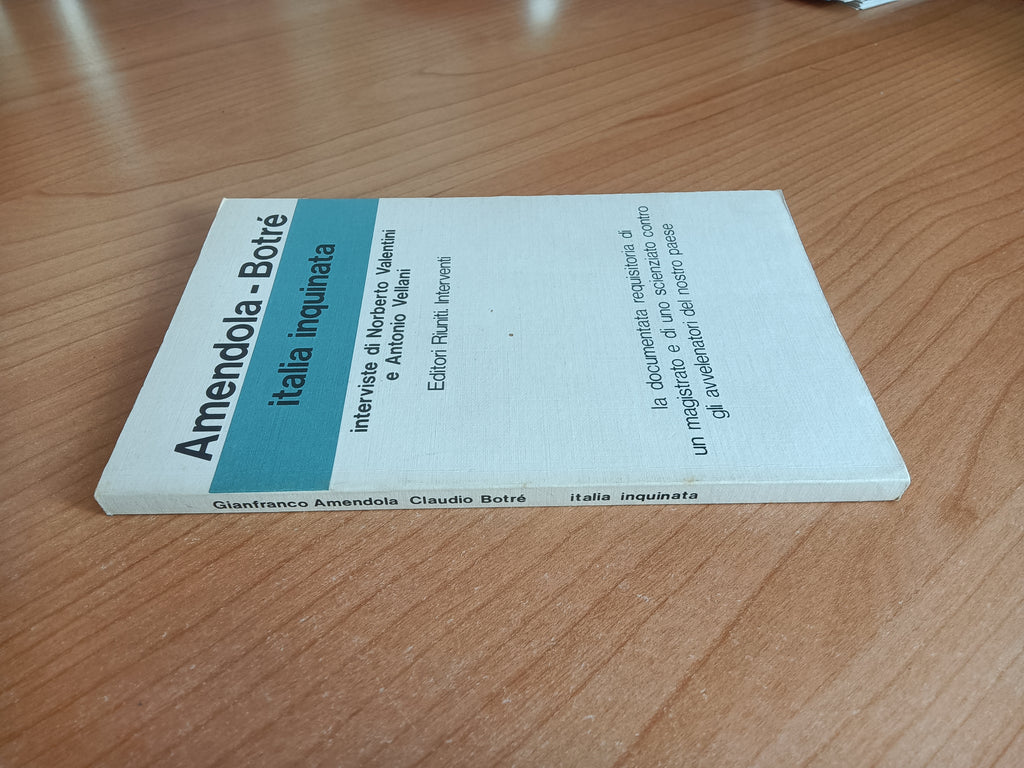 Amendola - Botré
italia inquinata
interviste di Norberto Valentini
e Antonio Vellani
Editori Riuniti. Interventi
la documentata requisitoria di
un magistrato e di uno scienziato contro
gli avvelenatori del nostro paese
Gianfranco Amendola Claudio Botré italia inquinata